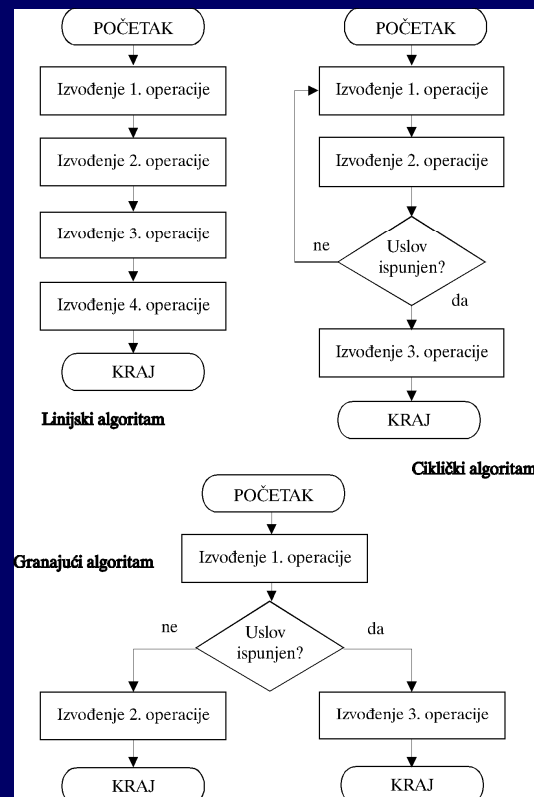 POČETAK
Izvođenje 1. operacije
Izvođenje 2. operacije
Izvođenje 3. operacije
Izvođenje 4. operacije
KRAJ
Linijski algoritam
POČETAK
Izvođenje 1. operacije
Izvođenje 2. operacije
ne
Uslov
ispunjen?
da
Izvođenje 3. operacije
KRAJ
Ciklički algoritam
POČETAK
Granajući algoritam
Izvođenje 1. operacije
ne
Uslov
ispunjen?
da
Izvođenje 2. operacije
Izvođenje 3. operacije
KRAJ
KRAJ